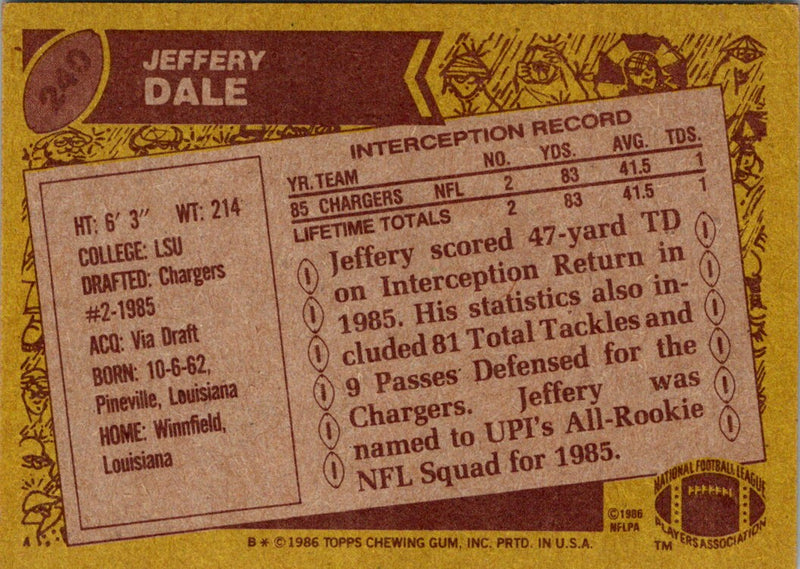 240
JEFFERY
DALE
INTERCEPTION RECORD
YR. TEAM NO. YDS. AVG. TDS.
85 CHARGERS NFL 2 83 41.5 1
LIFETIME TOTALS 2 83 41.5 1
HT: 6′ 3″ WT: 214
COLLEGE: LSU
DRAFTED: Chargers
#2-1985
ACQ: Via Draft
BORN: 10-6-62,
Pineville, Louisiana
HOME: Winnfield,
Louisiana
Jeffery scored 47-yard TD
on Interception Return in
1985. His statistics also in-
cluded 81 Total Tackles and
9 Passes Defensed for the
Chargers. Jeffery was
named to UPI's All-Rookie
NFL Squad for 1985.
NATIONAL FOOTBALL LEAGUE
PLAYERS ASSOCIATION
TM
©1986
NFLPA
A
B * © 1986 TOPPS CHEWING GUM, INC. PRTD. IN U.S.A.